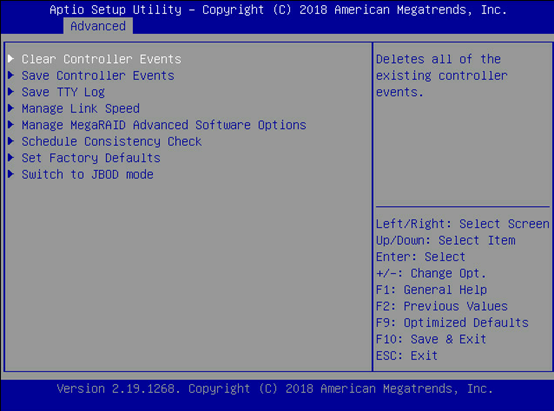 Aptio Setup Utility – Copyright (C) 2018 American Megatrends, Inc.
Advanced
Clear Controller Events
Save Controller Events
Save TTY Log
Manage Link Speed
Manage MegaRAID Advanced Software Options
Schedule Consistency Check
Set Factory Defaults
Switch to JBOD mode
Deletes all of the
existing controller
events.
Left/Right: Select Screen
Up/Down: Select Item
Enter: Select
+/-: Change Opt.
F1: General Help
F2: Previous Values
F9: Optimized Defaults
F10: Save & Exit
ESC: Exit
Version 2.19.1268. Copyright (C) 2018 American Megatrends, Inc.